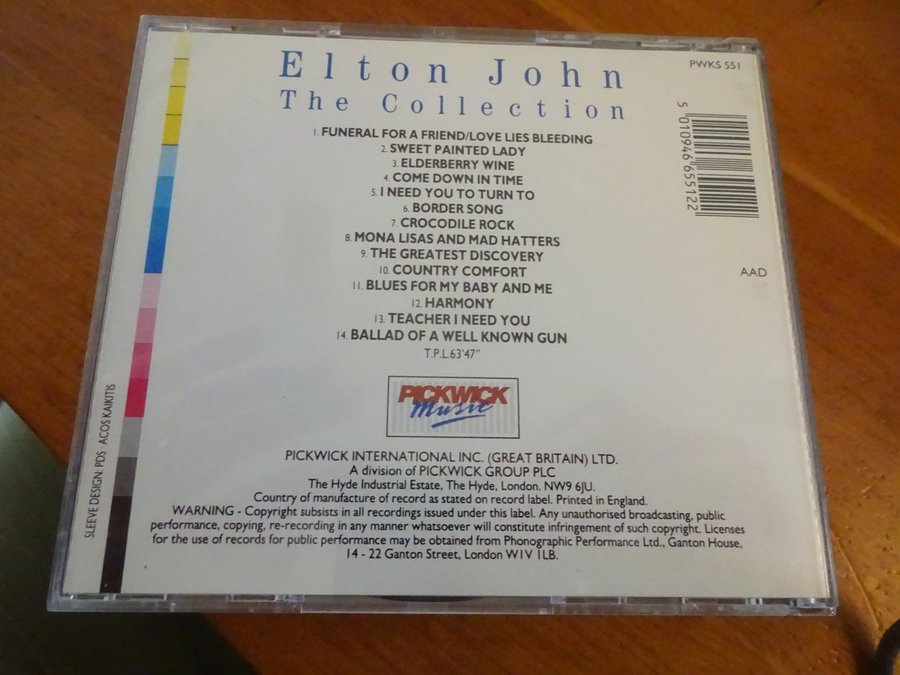 Elton John
The Collection
PWKS 551
5 010946 655122
AAD
1. FUNERAL FOR A FRIEND/LOVE LIES BLEEDING
2. SWEET PAINTED LADY
3. ELDERBERRY WINE
4. COME DOWN IN TIME
5. I NEED YOU TO TURN TO
6. BORDER SONG
7. CROCODILE ROCK
8. MONA LISAS AND MAD HATTERS
9. THE GREATEST DISCOVERY
10. COUNTRY COMFORT
11. BLUES FOR MY BABY AND ME
12. HARMONY
13. TEACHER I NEED YOU
14. BALLAD OF A WELL KNOWN GUN
T.P.L.63'47"
PICKWICK
Music
PICKWICK INTERNATIONAL INC. (GREAT BRITAIN) LTD.
A division of PICKWICK GROUP PLC
The Hyde Industrial Estate, The Hyde, London. NW9 6JU.
Country of manufacture of record as stated on record label. Printed in England.
WARNING - Copyright subsists in all recordings issued under this label. Any unauthorised broadcasting, public
performance, copying, re-recording in any manner whatsoever will constitute infringement of such copyright. Licenses
for the use of records for public performance may be obtained from Phonographic Performance Ltd., Ganton House,
14 - 22 Ganton Street, London W1V 1LB.
SLEEVE DESIGN: PDS ACOS KAIKITIS